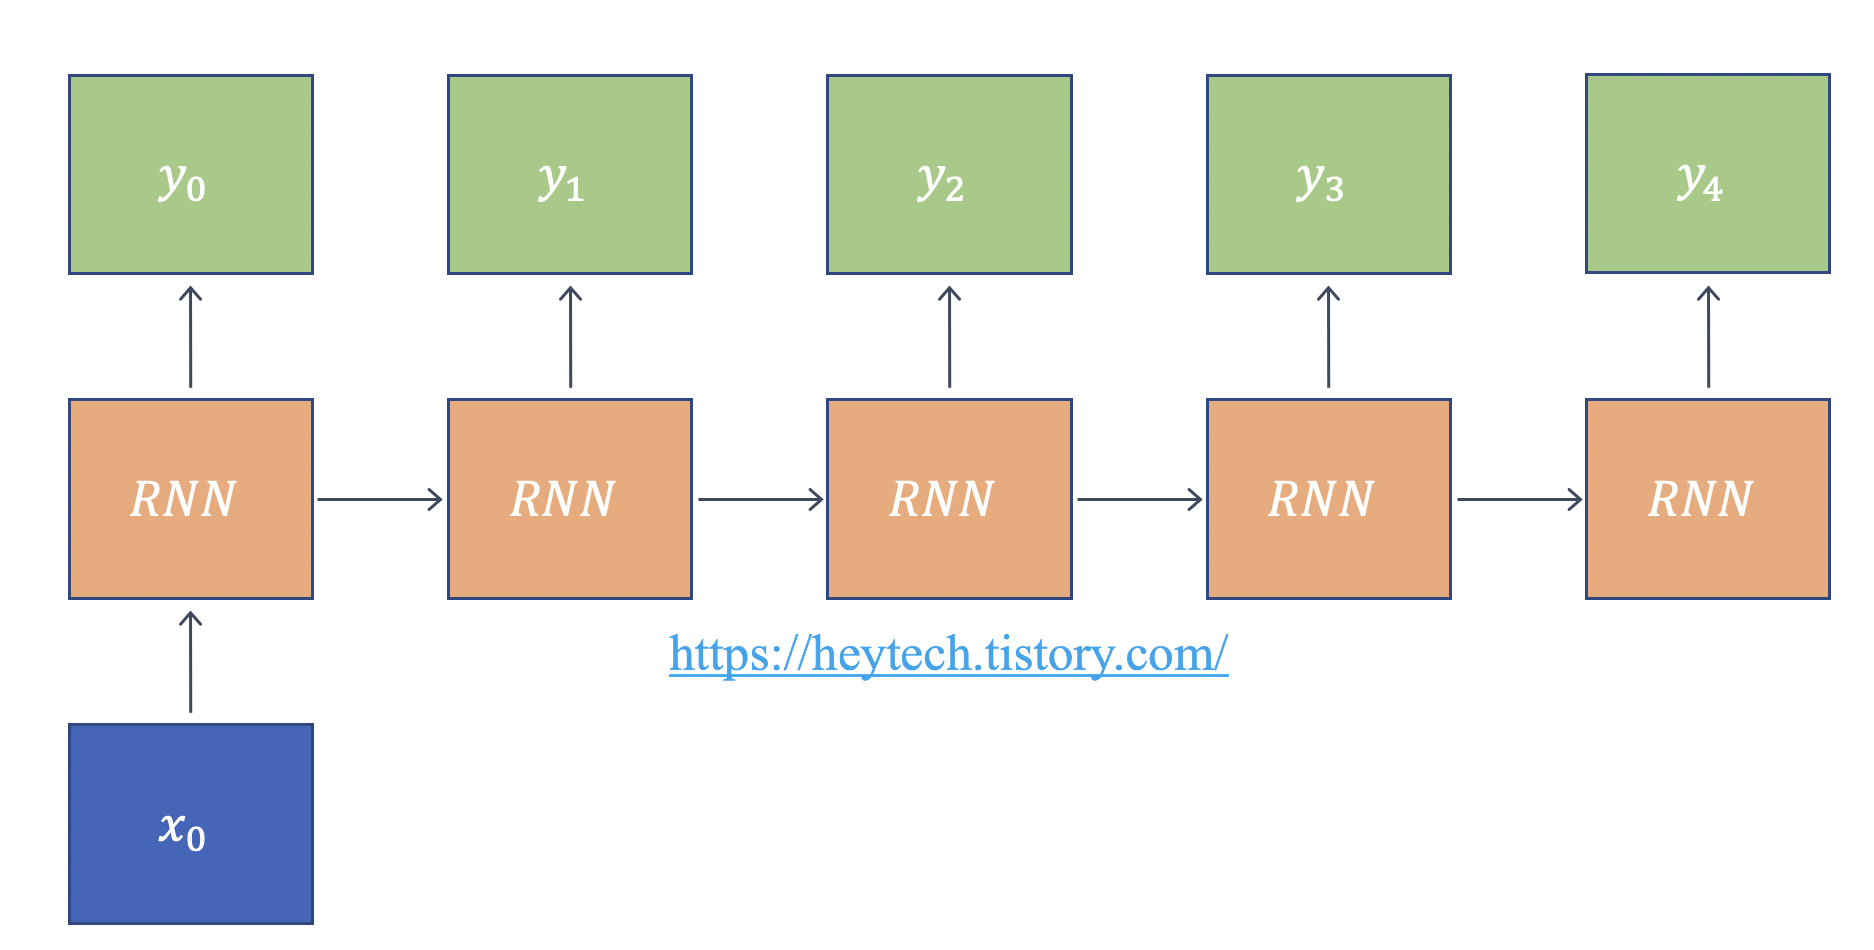 y₀ y₁ y₂ y₃ y₄
RNN RNN RNN RNN RNN
https://heytech.tistory.com/
x₀